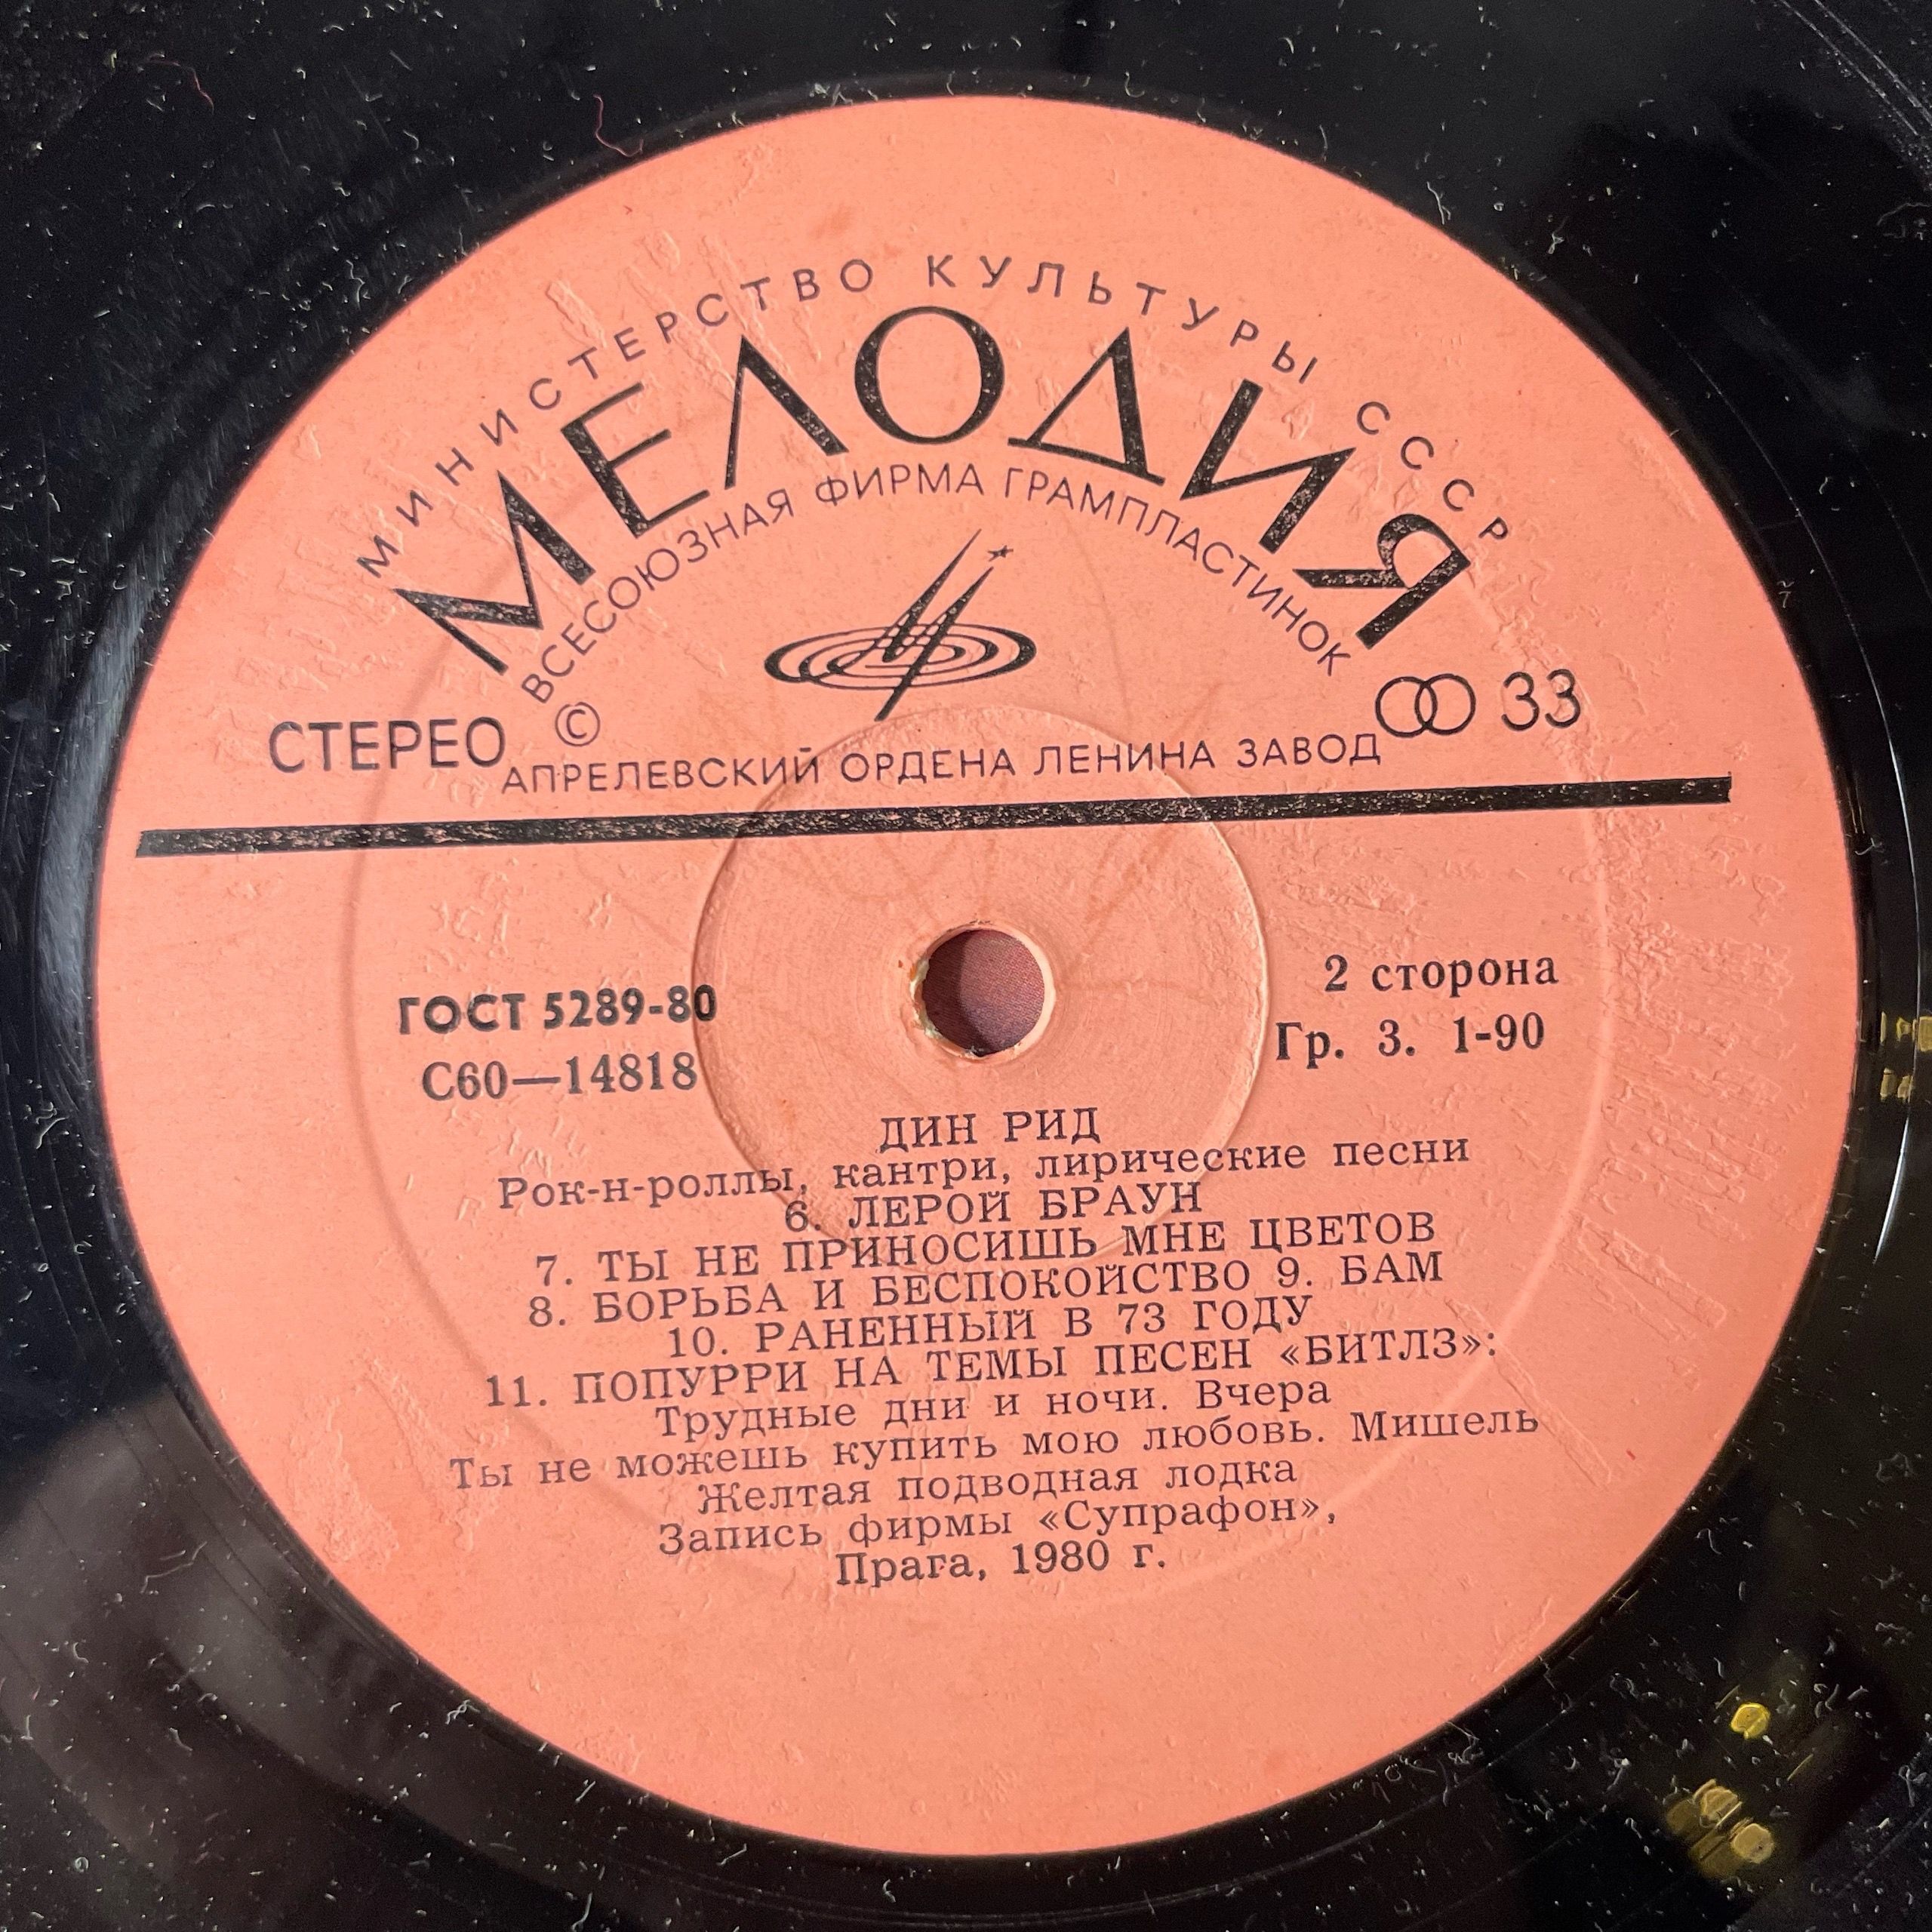 МИНИСТЕРСТВО КУЛЬТУРЫ СССР
МЕЛОДИЯ
ВСЕСОЮЗНАЯ ФИРМА ГРАМПЛАСТИНОК
СТЕРЕО © 33
АПРЕЛЕВСКИЙ ОРДЕНА ЛЕНИНА ЗАВОД
ГОСТ 5289-80
С60—14818
2 сторона
Гр. 3. 1-90
ДИН РИД
Рок-н-роллы, кантри, лирические песни
6. ЛЕРОЙ БРАУН
7. ТЫ НЕ ПРИНОСИШЬ МНЕ ЦВЕТОВ
8. БОРЬБА И БЕСПОКОЙСТВО 9. БАМ
10. РАНЕННЫЙ В 73 ГОДУ
11. ПОПУРРИ НА ТЕМЫ ПЕСЕН «БИТЛЗ»:
Трудные дни и ночи. Вчера
Ты не можешь купить мою любовь. Мишель
Желтая подводная лодка
Запись фирмы «Супрафон»,
Прага, 1980 г.